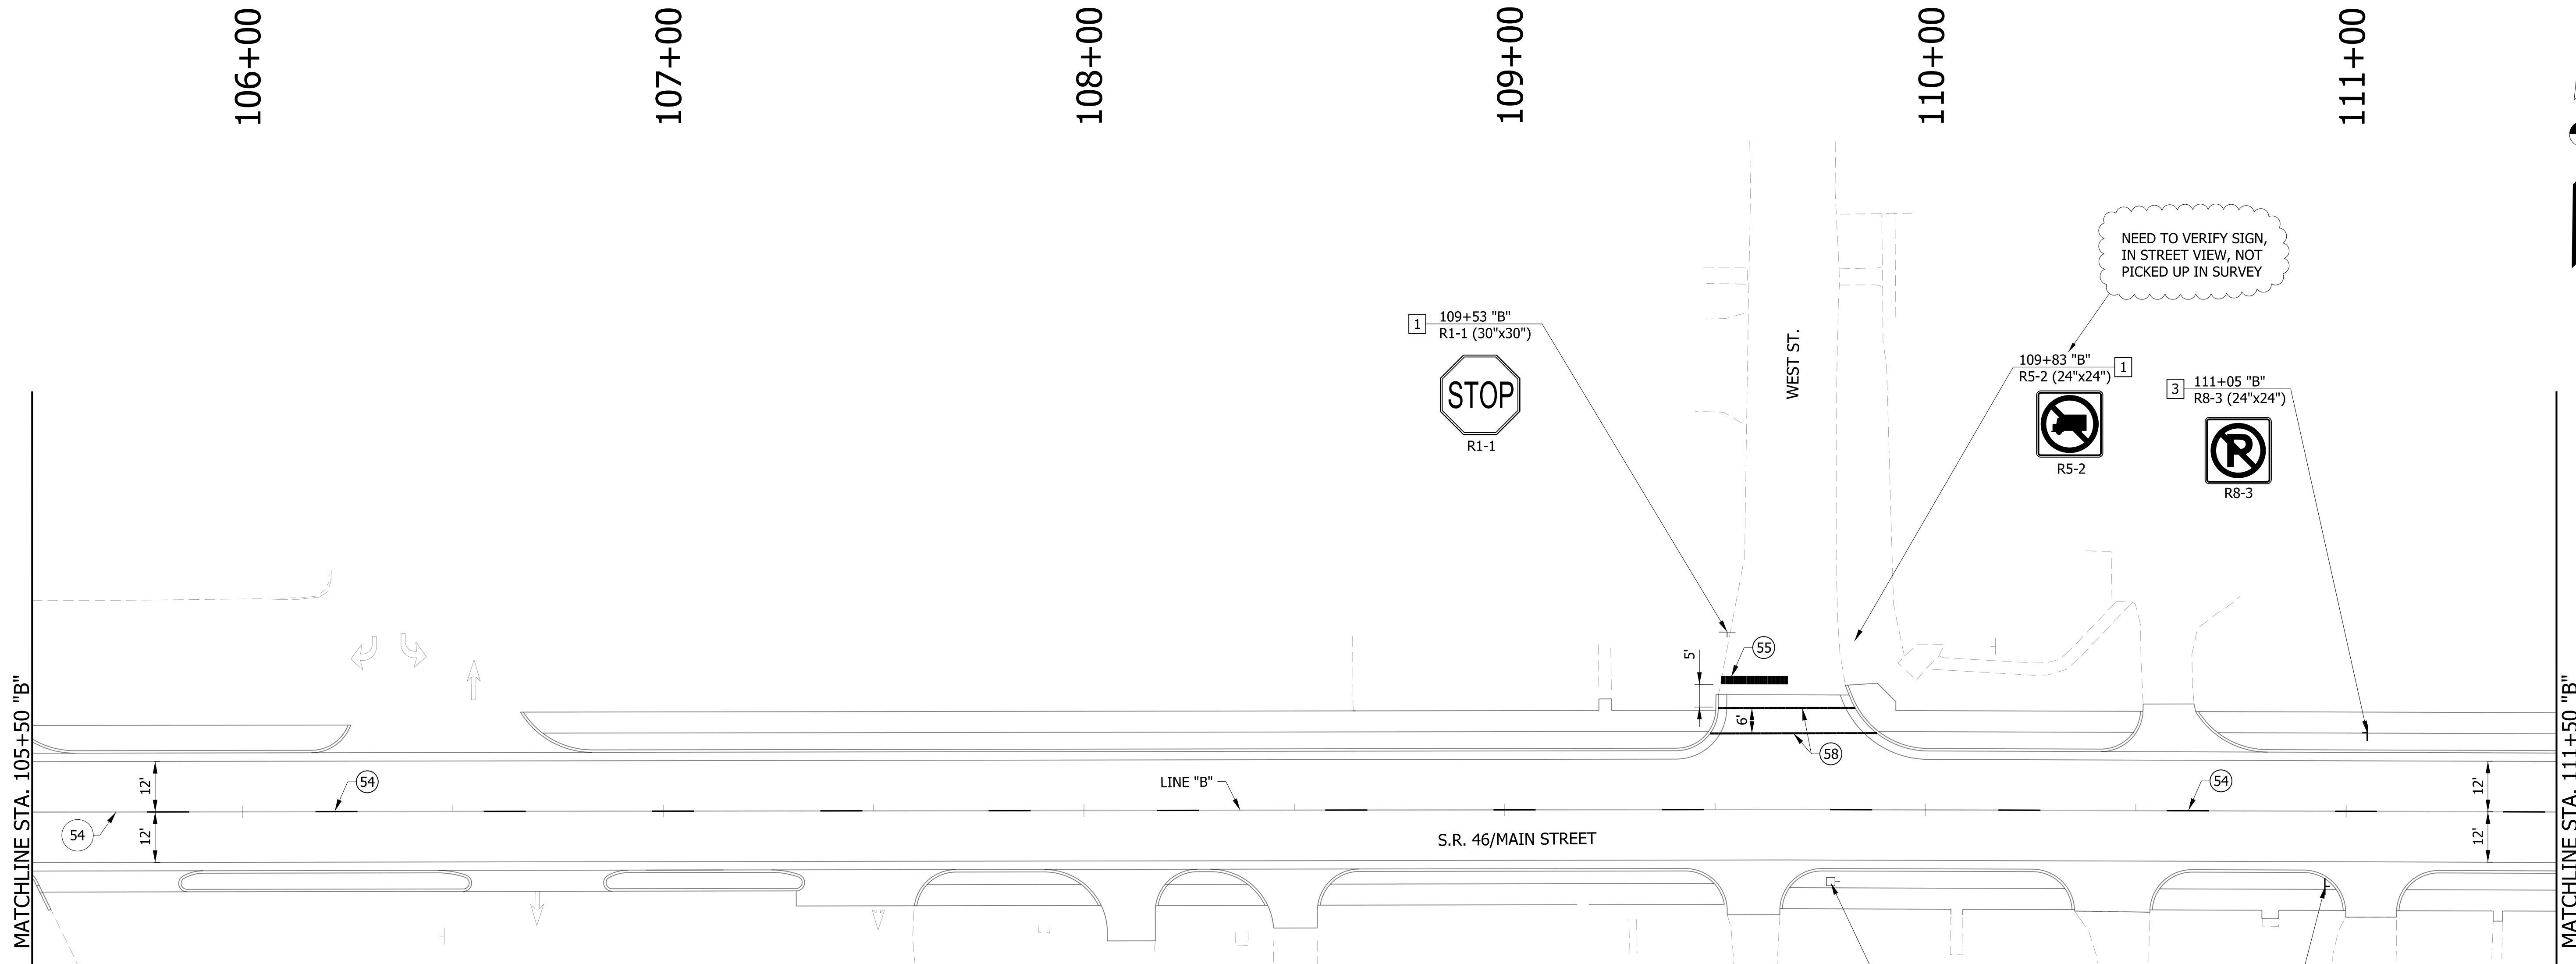 106+00
107+00
108+00
109+00
110+00
111+00
NEED TO VERIFY SIGN,
IN STREET VIEW, NOT
PICKED UP IN SURVEY
1
109+53 "B"
R1-1 (30"x30")
STOP
R1-1
WEST ST.
109+83 "B"
R5-2 (24"x24")
1
R5-2
3
111+05 "B"
R8-3 (24"x24")
P
R8-3
MATCHLINE STA. 105+50 "B"
MATCHLINE STA. 111+50 "B"
55
5'
6'
58
12'
54
LINE "B"
54
12'
54
12'
S.R. 46/MAIN STREET
12'